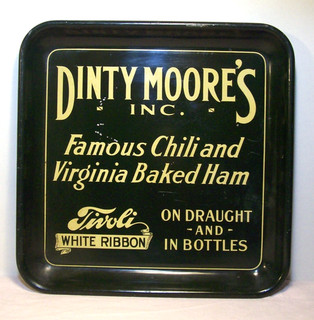 DINTY MOORE'S
INC.
Famous Chili and
Virginia Baked Ham
Tivoli
WHITE RIBBON
ON DRAUGHT
-AND-
IN BOTTLES